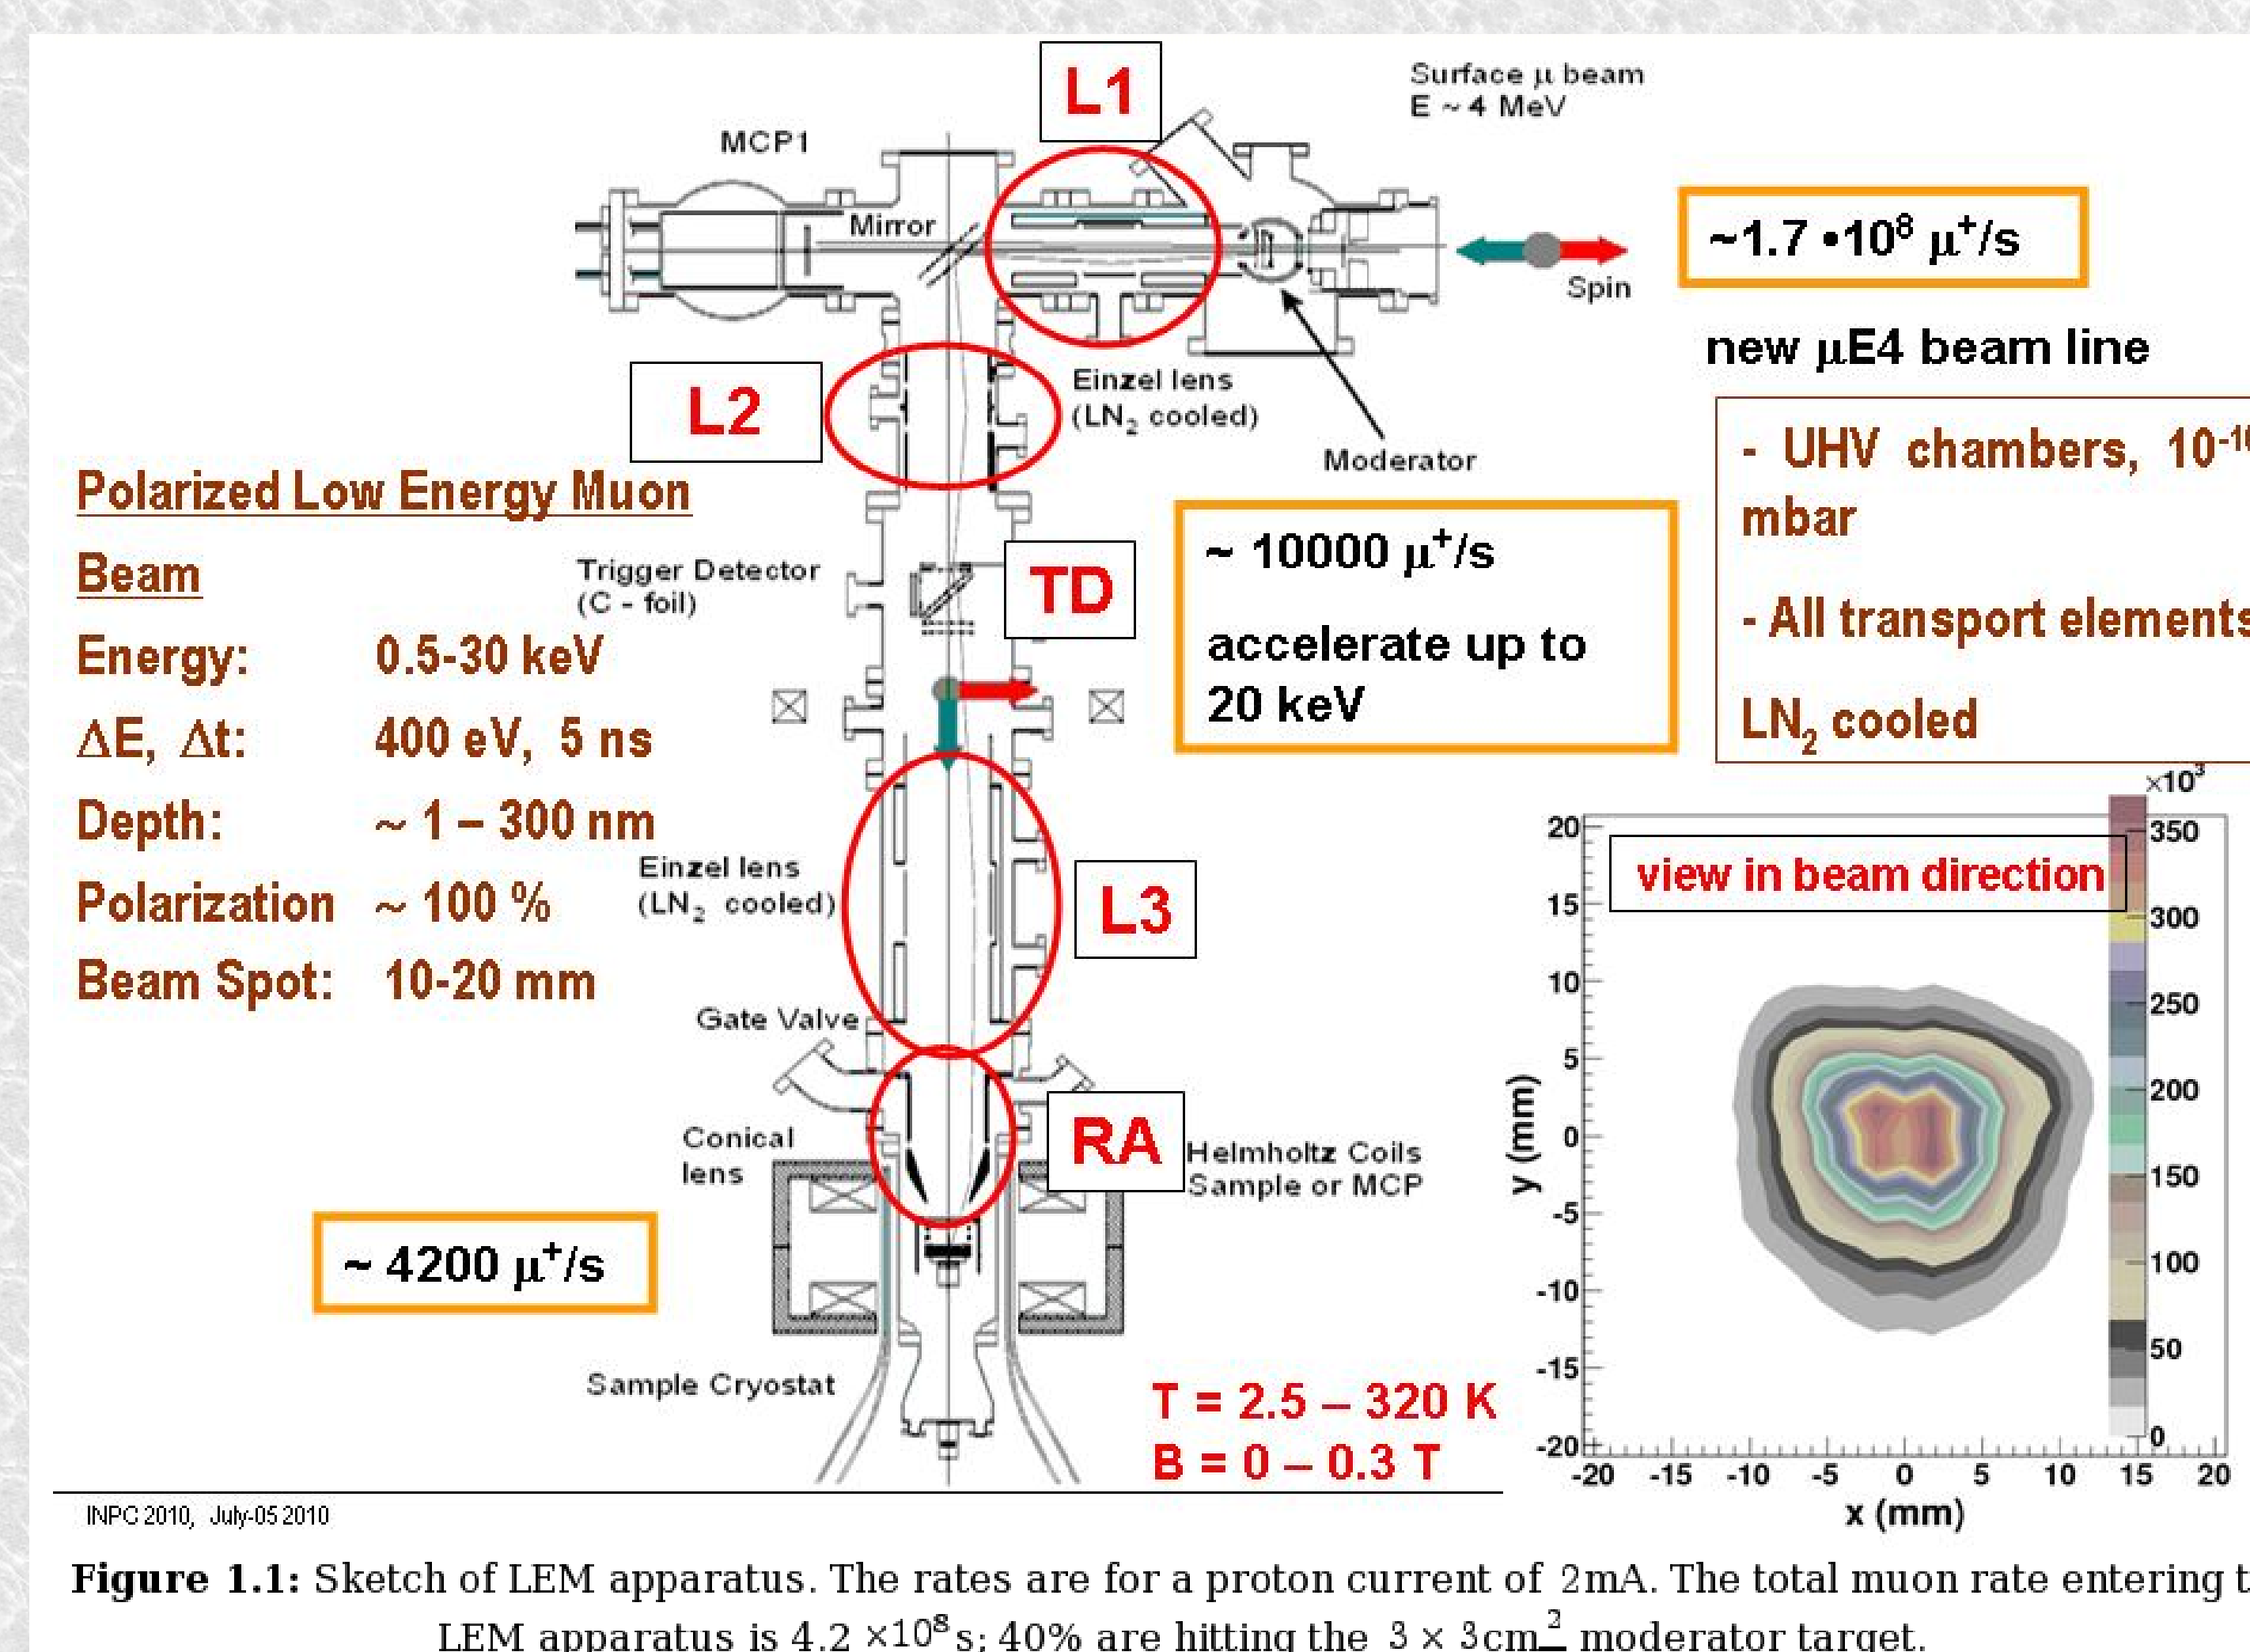 L1
Surface μ beam
E ~ 4 MeV
MCP1
Mirror
~1.7 •10⁸ μ⁺/s
Spin
new μE4 beam line
L2
Einzel lens
(LN₂ cooled)
Moderator
- UHV chambers, 10⁻¹
mbar
- All transport elements
LN₂ cooled
Polarized Low Energy Muon
Beam
Energy: 0.5-30 keV
ΔE, Δt: 400 eV, 5 ns
Depth: ~ 1 – 300 nm
Polarization ~ 100 %
Beam Spot: 10-20 mm
Trigger Detector
(C - foil)
TD
~ 10000 μ⁺/s
accelerate up to
20 keV
Einzel lens
(LN₂ cooled)
L3
Gate Valve
Conical
lens
RA
Helmholtz Coils
Sample or MCP
~ 4200 μ⁺/s
Sample Cryostat
T = 2.5 – 320 K
B = 0 – 0.3 T
view in beam direction
×10³
350
300
250
200
150
100
50
0
20
15
10
5
0
-5
-10
-15
-20
y (mm)
-20 -15 -10 -5 0 5 10 15 20
x (mm)
INPC 2010, July-05 2010
Figure 1.1: Sketch of LEM apparatus. The rates are for a proton current of 2mA. The total muon rate entering t
LEM apparatus is 4.2 ×10⁸ s; 40% are hitting the 3 × 3cm² moderator target.